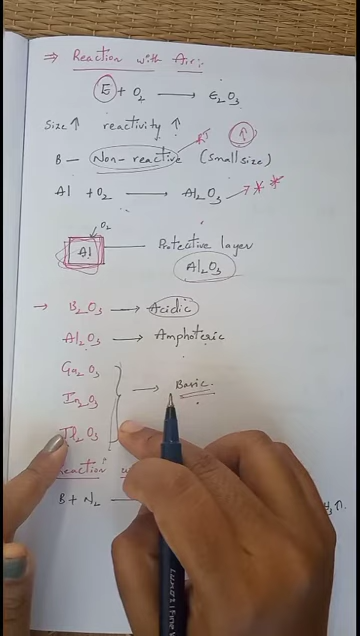 ⇒ Reaction with Air:
E + O₂ → E₂O₃
Size ↑ reactivity ↑
B — Non-reactive (small size) ↑
Al + O₂ → Al₂O₃ → * *
O₂
Al — Protective layer
Al₂O₃
→ B₂O₃ → Acidic
Al₂O₃ → Amphoteric
Ga₂O₃
In₂O₃ → Basic.
Tl₂O₃
B + N₂ →